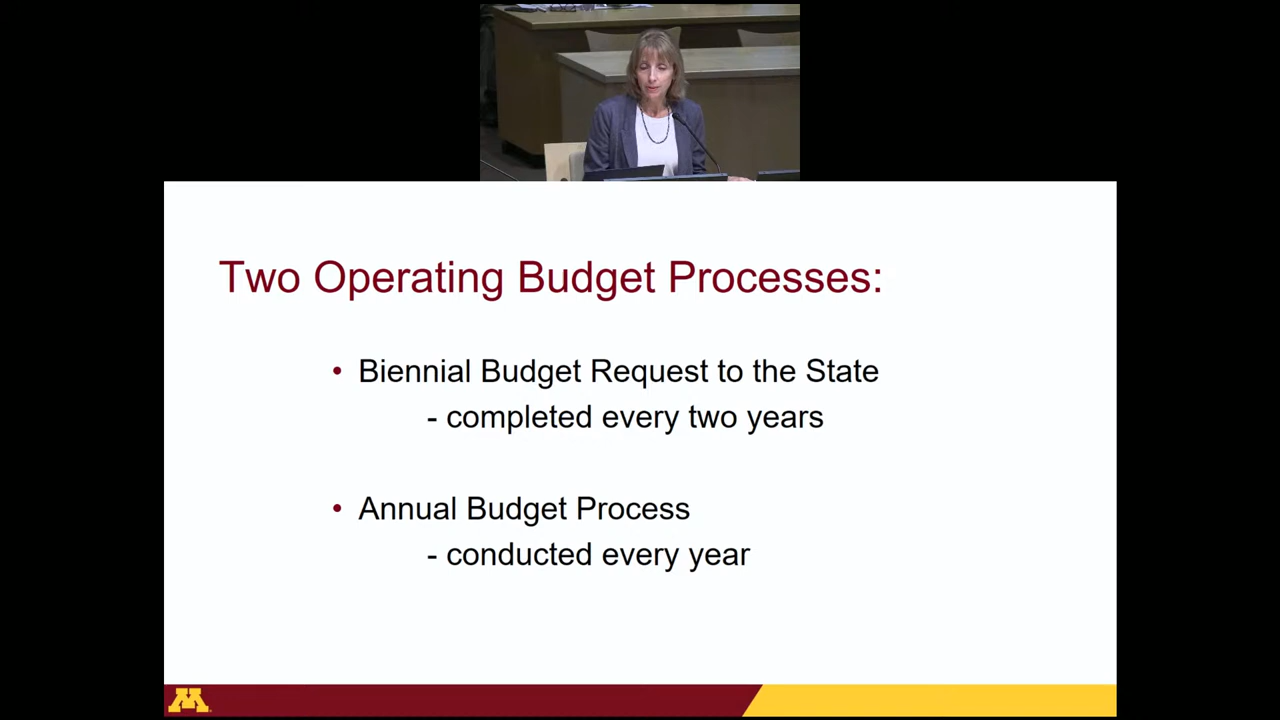 Two Operating Budget Processes:
• Biennial Budget Request to the State
- completed every two years
• Annual Budget Process
- conducted every year
M